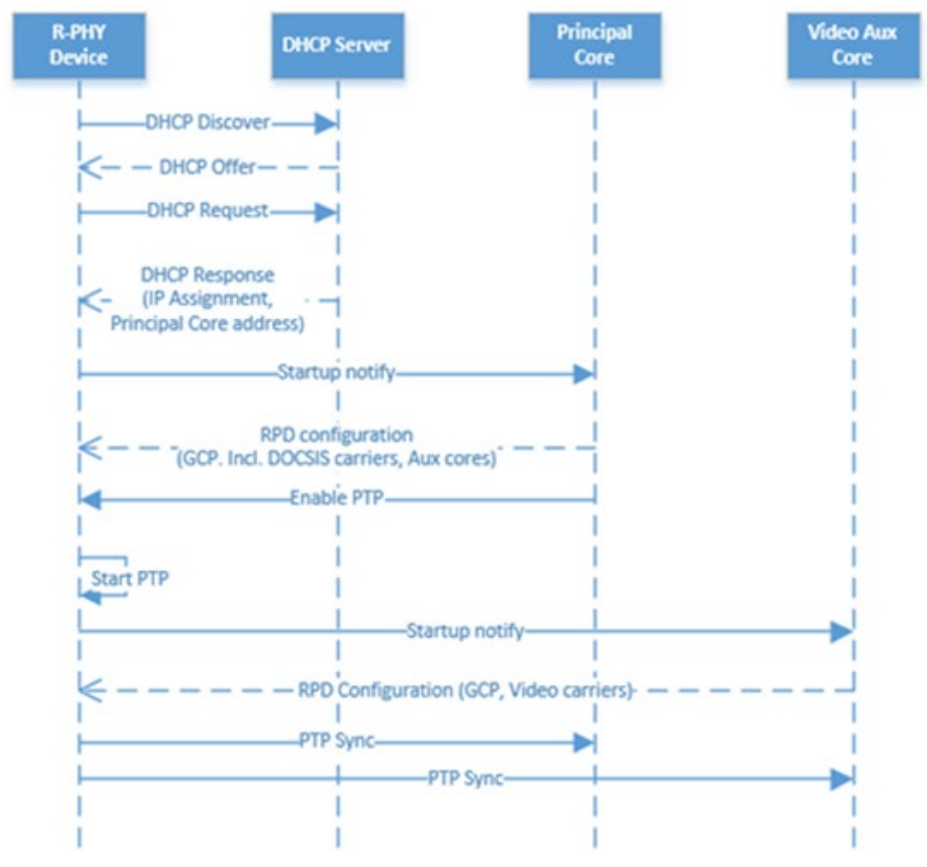 R-PHY
Device
DHCP Server
Principal
Core
Video Aux
Core
DHCP Discover
DHCP Offer
DHCP Request
DHCP Response
(IP Assignment,
Principal Core address)
Startup notify
RPD configuration
(GCP. Incl. DOCSIS carriers, Aux cores)
Enable PTP
Start PTP
Startup notify
RPD Configuration (GCP, Video carriers)
PTP Sync
PTP Sync